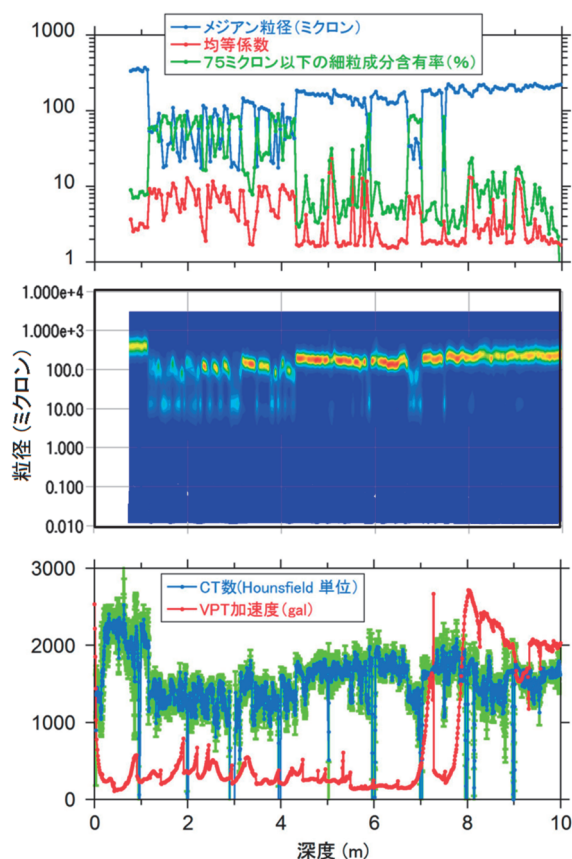 メジアン粒径(ミクロン)
均等係数
75ミクロン以下の細粒成分含有率(%)
1000
100
10
1
粒径(ミクロン)
1.000e+4
1.000e+3
100.0
10.00
1.000
0.100
0.010
CT数(Hounsfield 単位)
VPT加速度(gal)
3000
2000
1000
0
0
2
4
6
8
10
深度(m)